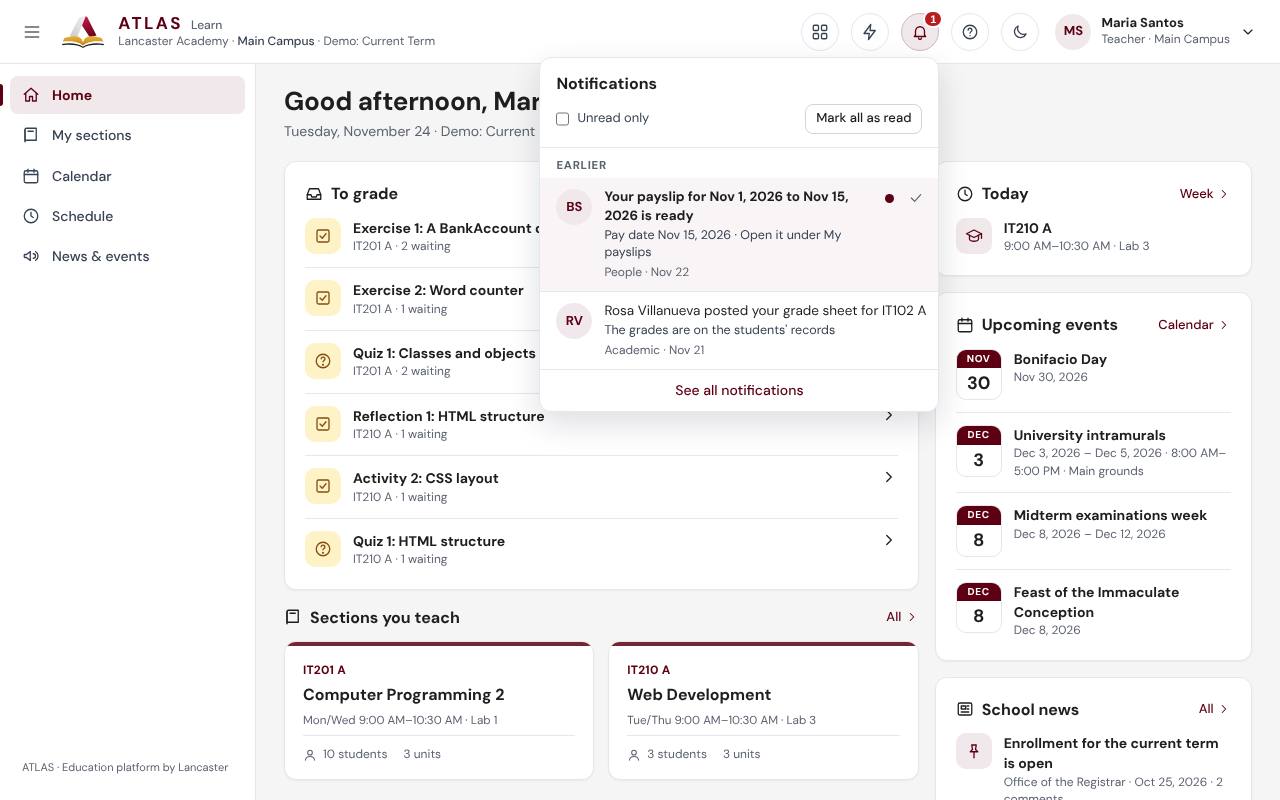 ATLAS Learn
Lancaster Academy · Main Campus · Demo: Current Term
1
MS
Maria Santos
Teacher · Main Campus
Home
My sections
Calendar
Schedule
News & events
ATLAS · Education platform by Lancaster
Good afternoon, Mar
Tuesday, November 24 · Demo: Current
Notifications
Unread only
Mark all as read
EARLIER
BS
Your payslip for Nov 1, 2026 to Nov 15,
2026 is ready
Pay date Nov 15, 2026 · Open it under My
payslips
People · Nov 22
RV
Rosa Villanueva posted your grade sheet for IT102 A
The grades are on the students' records
Academic · Nov 21
See all notifications
To grade
Exercise 1: A BankAccount
IT201 A · 2 waiting
Exercise 2: Word counter
IT201 A · 1 waiting
Quiz 1: Classes and objects
IT201 A · 2 waiting
Reflection 1: HTML structure
IT210 A · 1 waiting
Activity 2: CSS layout
IT210 A · 1 waiting
Quiz 1: HTML structure
IT210 A · 1 waiting
Sections you teach
All
IT201 A
Computer Programming 2
Mon/Wed 9:00 AM–10:30 AM · Lab 1
10 students 3 units
IT210 A
Web Development
Tue/Thu 9:00 AM–10:30 AM · Lab 3
3 students 3 units
Today
Week
IT210 A
9:00 AM–10:30 AM · Lab 3
Upcoming events
Calendar
NOV
30
Bonifacio Day
Nov 30, 2026
DEC
3
University intramurals
Dec 3, 2026 – Dec 5, 2026 · 8:00 AM–
5:00 PM · Main grounds
DEC
8
Midterm examinations week
Dec 8, 2026 – Dec 12, 2026
DEC
8
Feast of the Immaculate
Conception
Dec 8, 2026
School news
All
Enrollment for the current term
is open
Office of the Registrar · Oct 25, 2026 · 2
comments